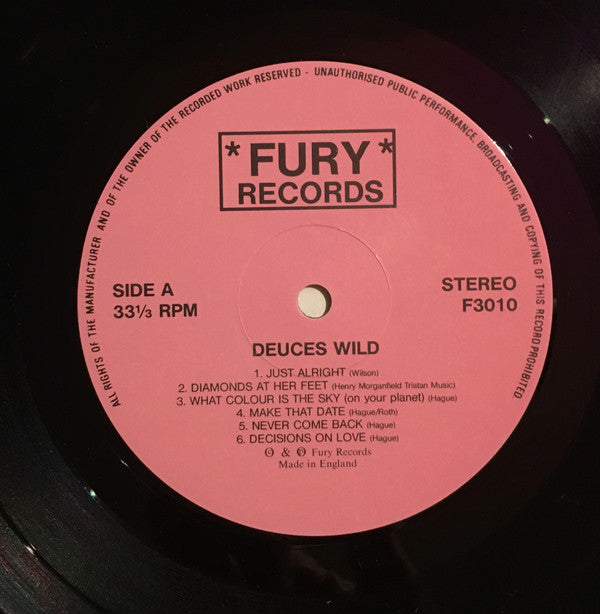 ALL RIGHTS OF THE MANUFACTURER AND OF THE OWNER OF THE RECORDED WORK RESERVED - UNAUTHORISED PUBLIC PERFORMANCE, BROADCASTING AND COPYING OF THIS RECORD PROHIBITED
* FURY *
RECORDS
SIDE A
33⅓ RPM
STEREO
F3010
DEUCES WILD
1. JUST ALRIGHT (Wilson)
2. DIAMONDS AT HER FEET (Henry Morganfield Tristan Music)
3. WHAT COLOUR IS THE SKY (on your planet) (Hague)
4. MAKE THAT DATE (Hague/Roth)
5. NEVER COME BACK (Hague)
6. DECISIONS ON LOVE (Hague)
& Fury Records
Made in England